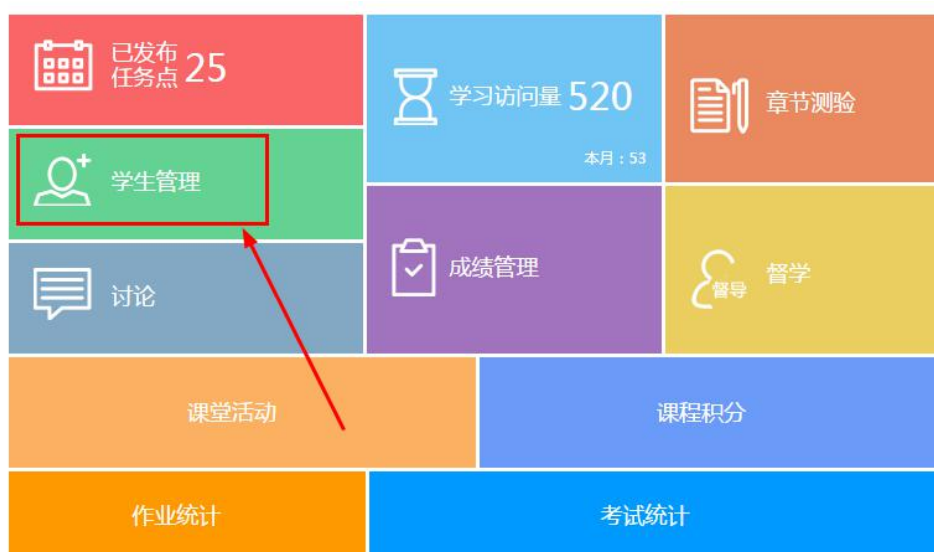 已发布
任务点 25
学习访问量 520
本月：53
章节测验
学生管理
成绩管理
督导
督学
讨论
课堂活动
课程积分
作业统计
考试统计